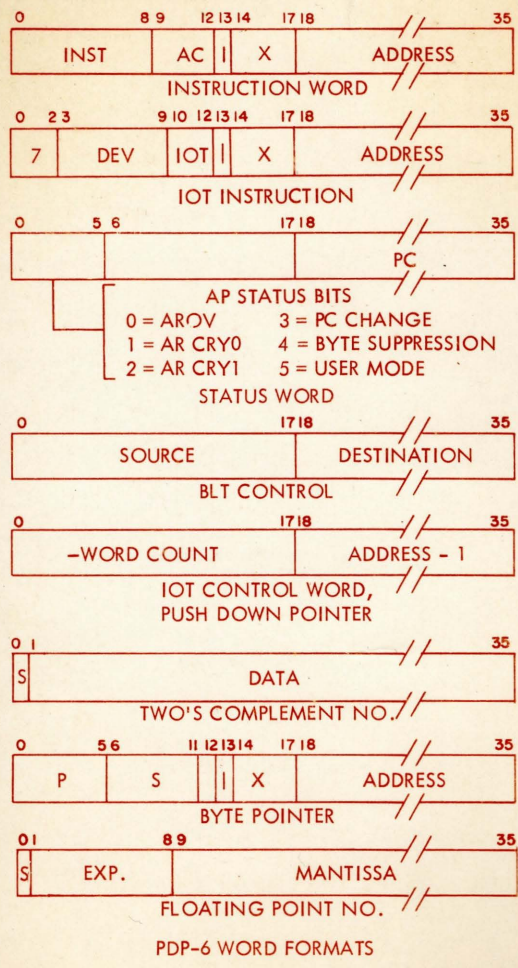 0 8 9 12 13 14 17 18 35
INST AC I X ADDRESS
INSTRUCTION WORD
0 2 3 9 10 12 13 14 17 18 35
7 DEV IOT I X ADDRESS
IOT INSTRUCTION
0 5 6 17 18 35
PC
AP STATUS BITS
0 = AROV 3 = PC CHANGE
1 = AR CRY0 4 = BYTE SUPPRESSION
2 = AR CRY1 5 = USER MODE
STATUS WORD
0 17 18 35
SOURCE DESTINATION
BLT CONTROL
0 17 18 35
-WORD COUNT ADDRESS - 1
IOT CONTROL WORD,
PUSH DOWN POINTER
0 1 35
S DATA
TWO'S COMPLEMENT NO.
0 5 6 11 12 13 14 17 18 35
P S I X ADDRESS
BYTE POINTER
0 1 8 9 35
S EXP. MANTISSA
FLOATING POINT NO.
PDP-6 WORD FORMATS